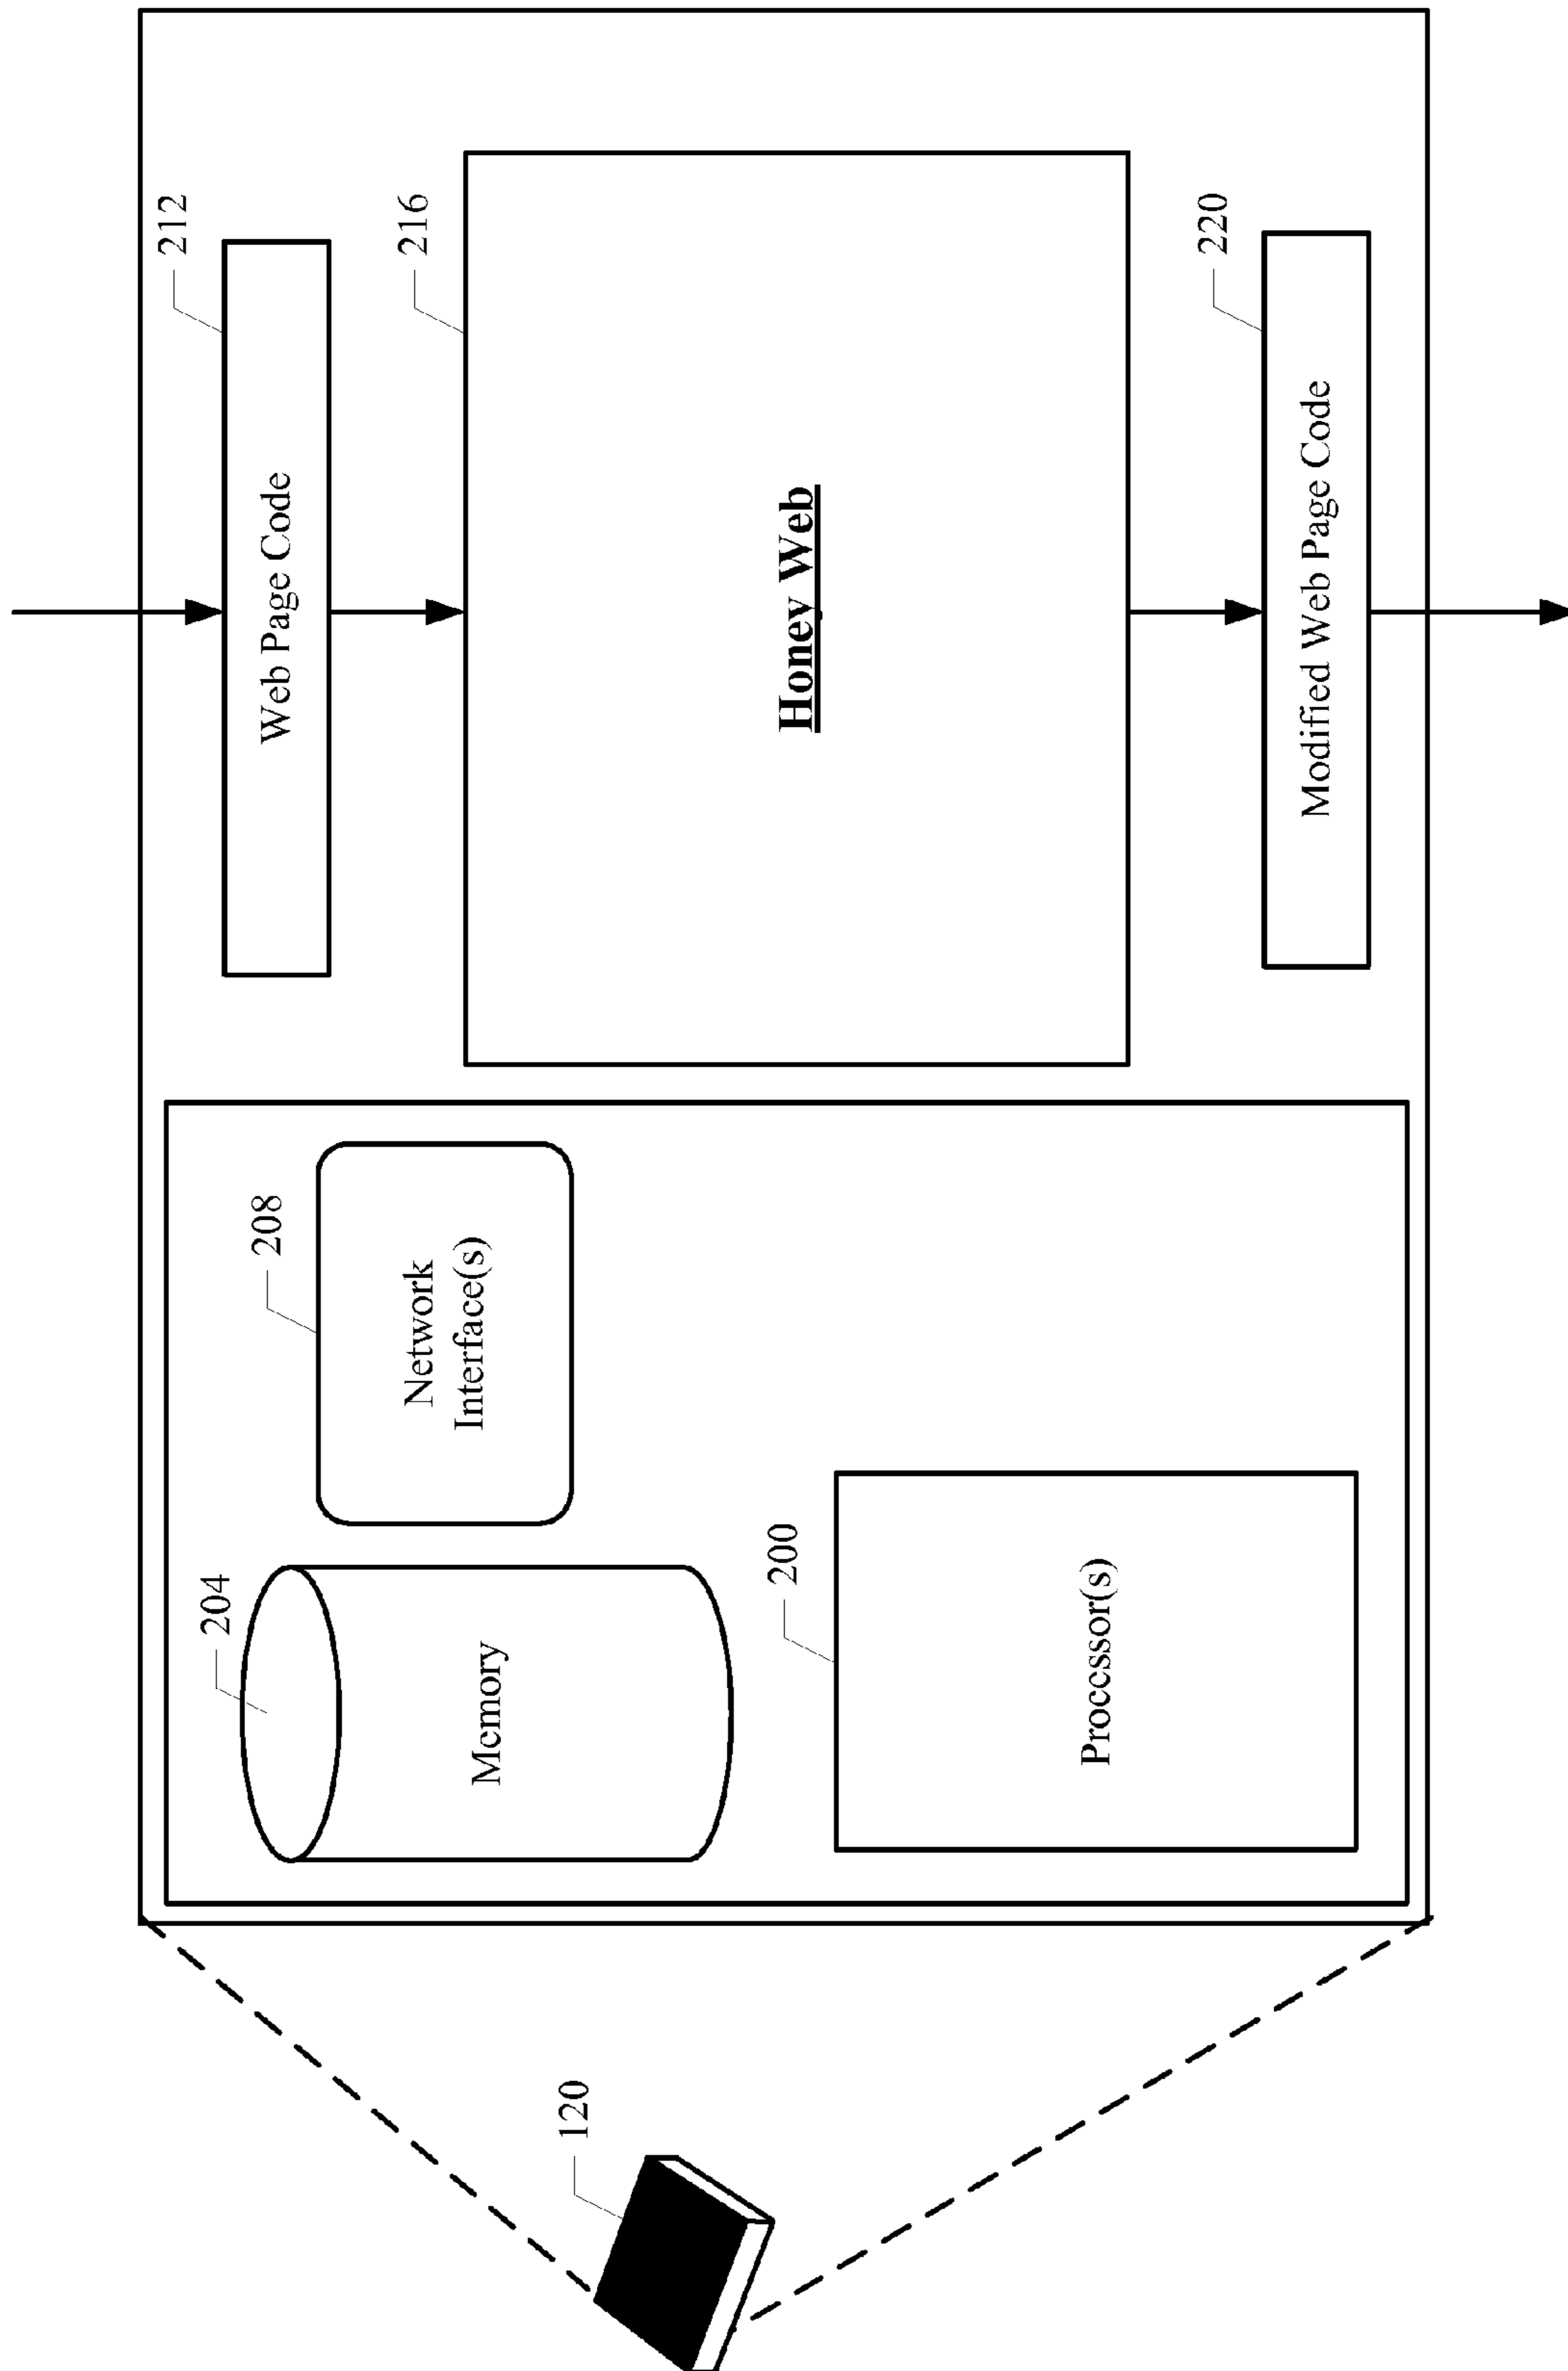 212
204
208
Web Page Code
216
Network
Interface(s)
Memory
120
200
Honey Web
Processor(s)
220
Modified Web Page Code